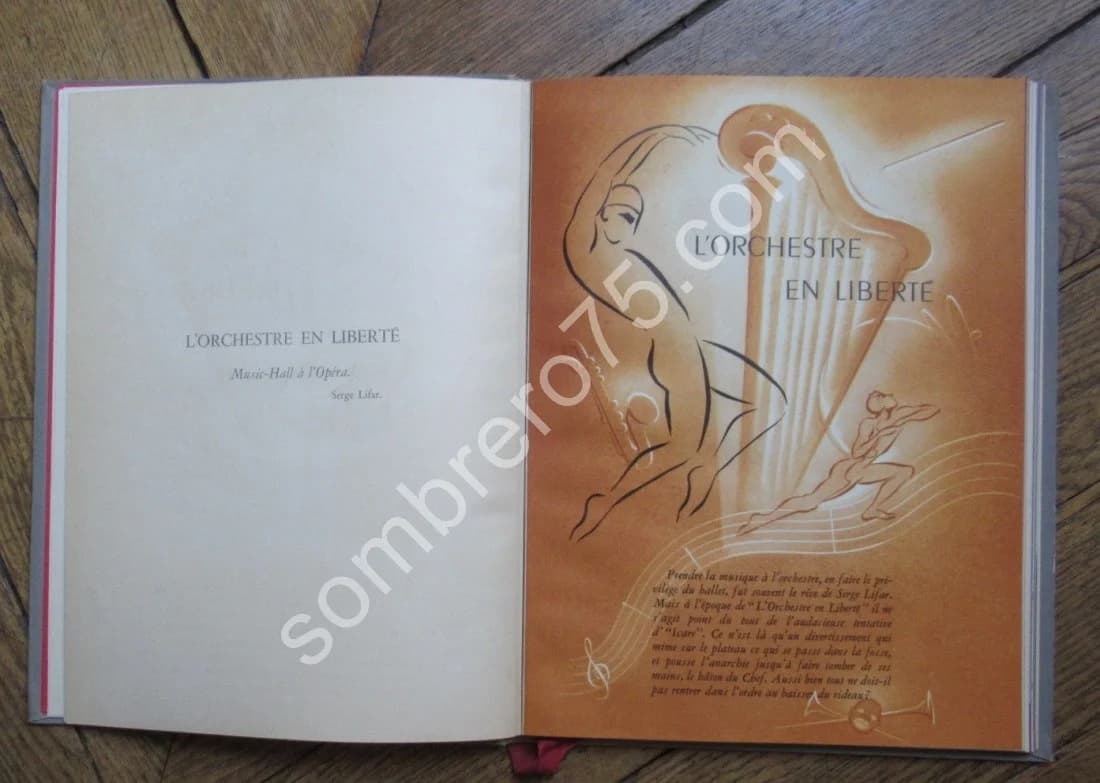 L'ORCHESTRE EN LIBERTÉ
Music-Hall à l'Opéra.
Serge Lifar.
L'ORCHESTRE
EN LIBERTÉ
Prendre la musique à l'orchestre, en faire le pri-
vilège du ballet, fut souvent le rêve de Serge Lifar.
Mais à l'époque de "L'Orchestre en Liberté" il ne
s'agit point du tout de l'audacieuse tentative
d'"Icare". Ce n'est là qu'un divertissement qui
mime sur le plateau ce qui se passe dans la fosse,
et pousse l'anarchie jusqu'à faire tomber de ses
mains, le bâton du Chef. Aussi bien tout ne doit-il
pas rentrer dans l'ordre au baisser du rideau?
sombrero75.com